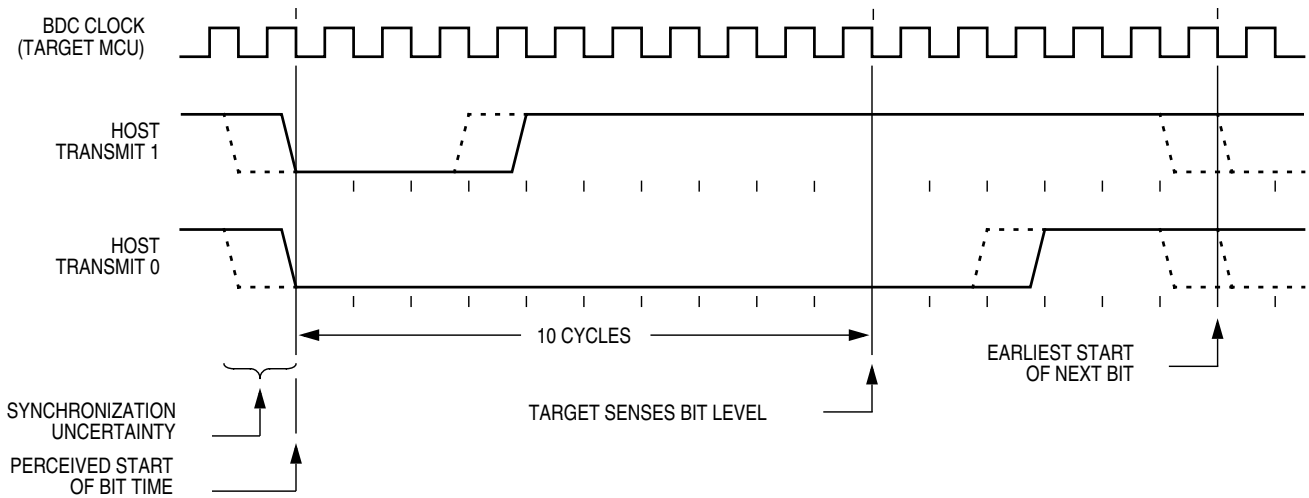 BDC CLOCK
(TARGET MCU)
HOST
TRANSMIT 1
HOST
TRANSMIT 0
10 CYCLES
EARLIEST START
OF NEXT BIT
SYNCHRONIZATION
UNCERTAINTY
TARGET SENSES BIT LEVEL
PERCEIVED START
OF BIT TIME